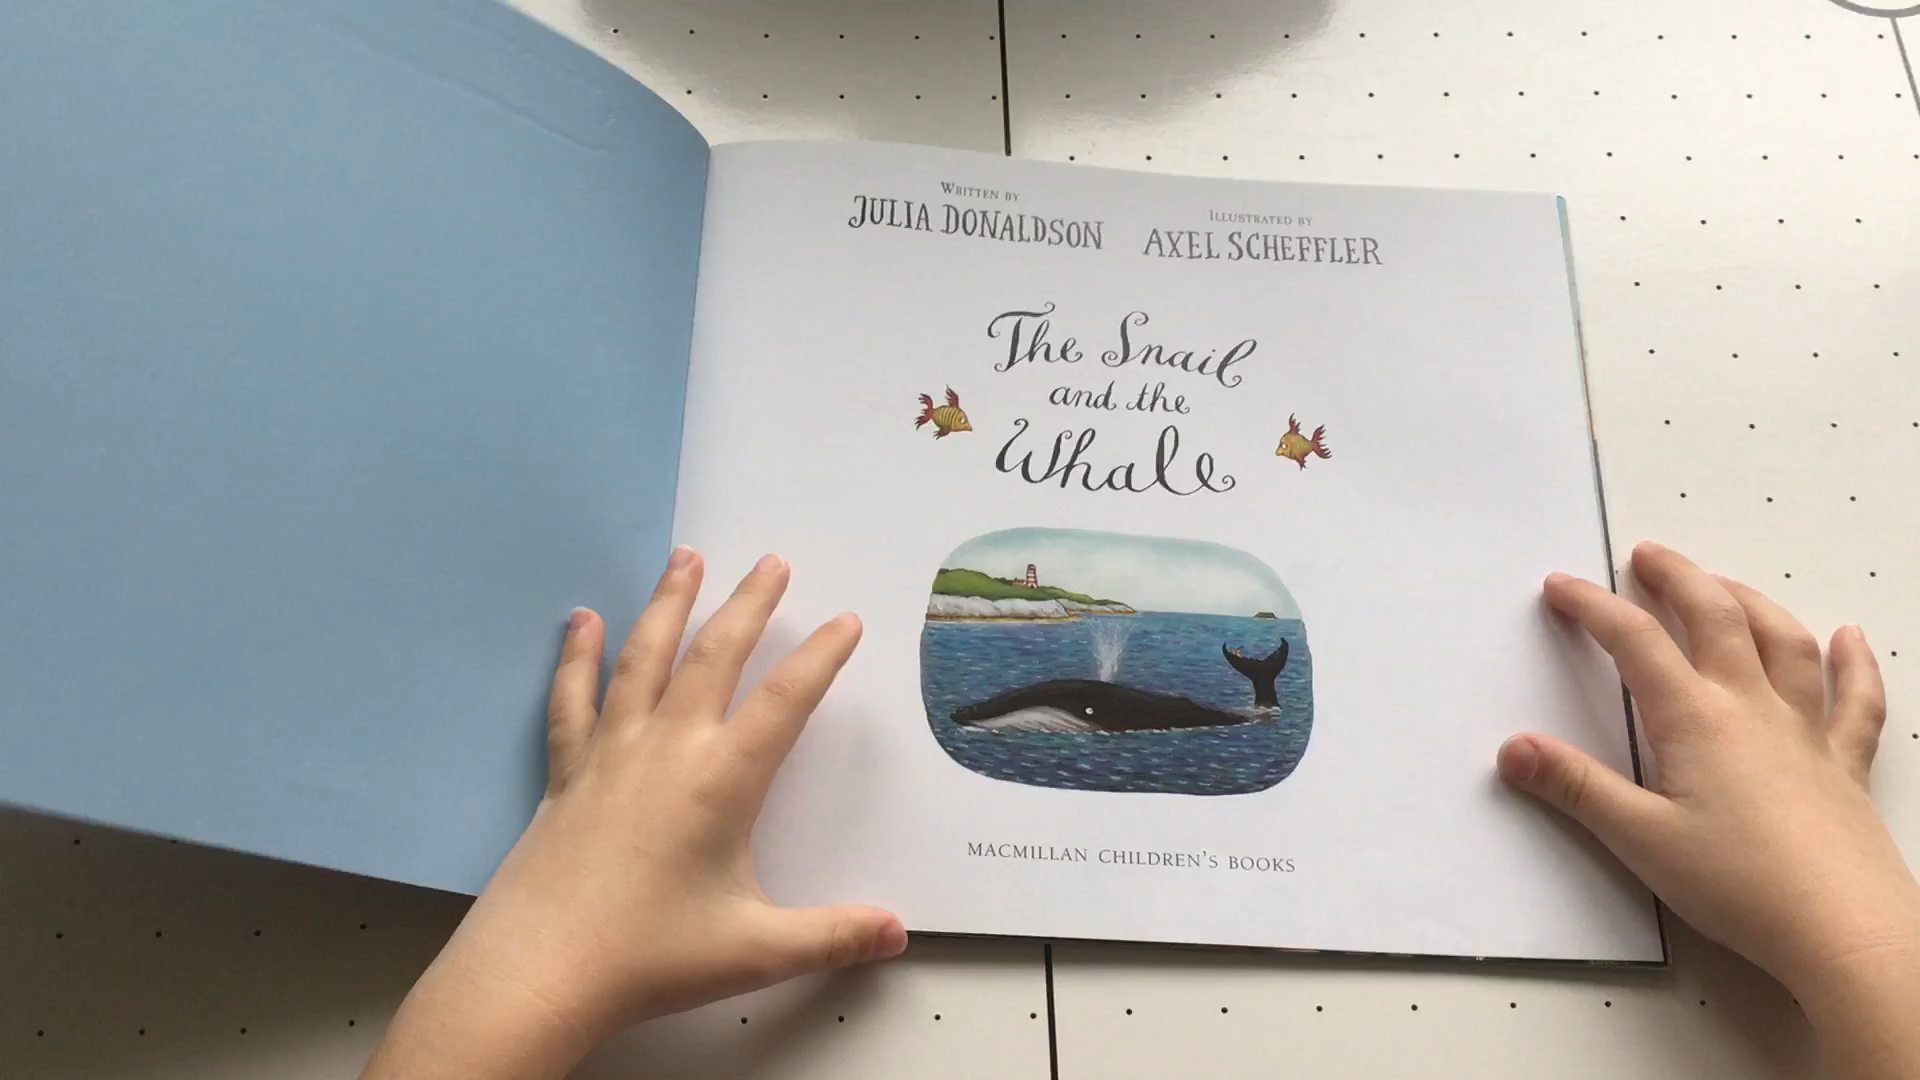 WRITTEN BY
JULIA DONALDSON
ILLUSTRATED BY
AXEL SCHEFFLER
The Snail
and the
Whale
MACMILLAN CHILDREN'S BOOKS